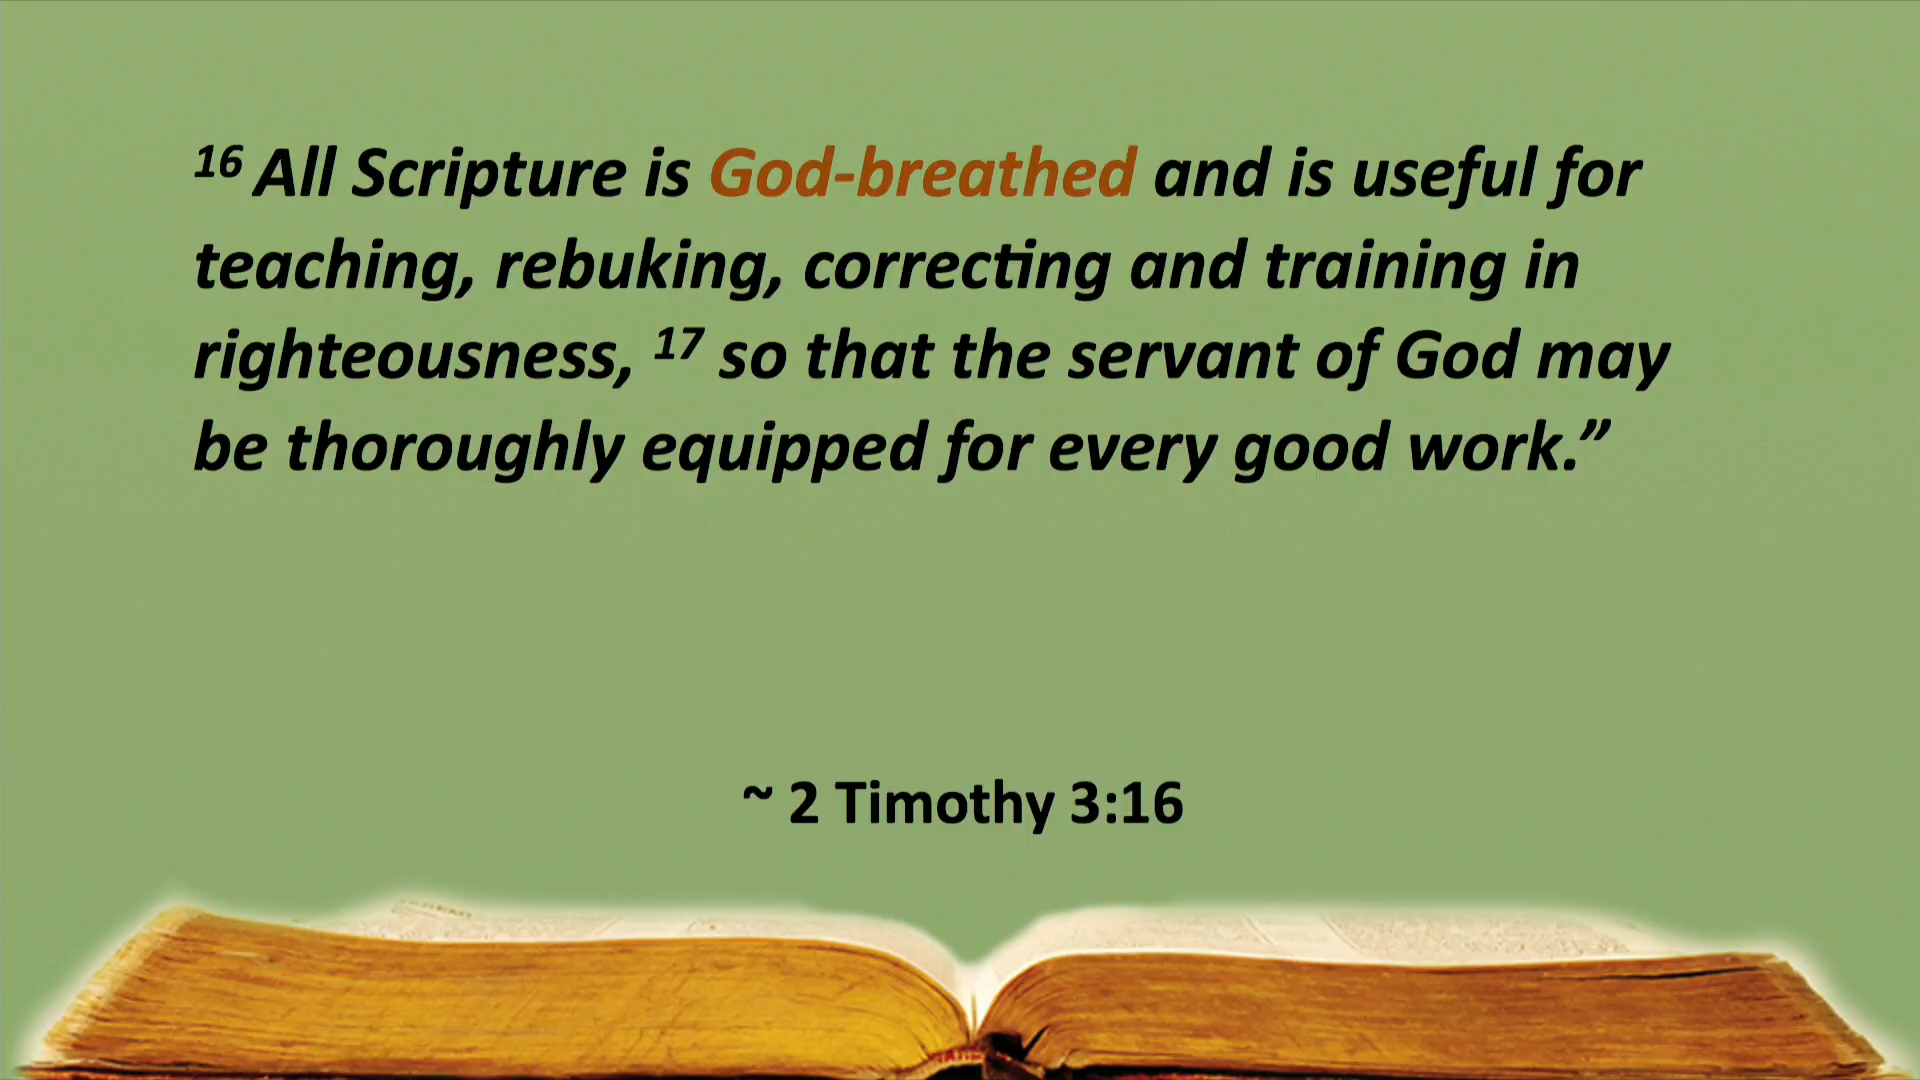 16 All Scripture is God-breathed and is useful for
teaching, rebuking, correcting and training in
righteousness, 17 so that the servant of God may
be thoroughly equipped for every good work.”
~ 2 Timothy 3:16